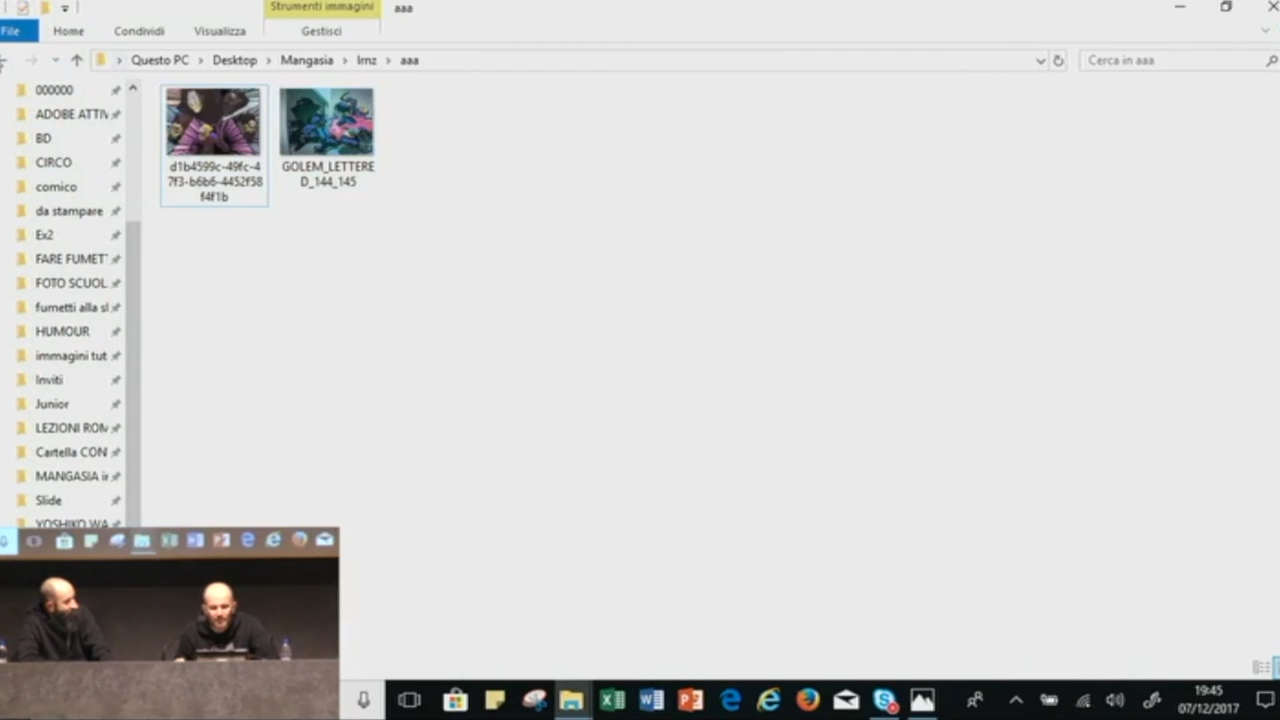 Strumenti immagini aaa
File Home Condividi Visualizza Gestisci
Questo PC > Desktop > Mangasia > lrnz > aaa
Cerca in aaa
000000
ADOBE ATTIV
BD
CIRCO
comico
da stampare
Ex2
FARE FUMET
FOTO SCUOL
fumetti alla sl
HUMOUR
immagini tut
Inviti
Junior
LEZIONI ROM
Cartella CON
MANGASIA i
Slide
YOSHIKO WA
d1b4599c-49fc-4
7f3-b6b6-4452f58
f4f1b
GOLEM_LETTERE
D_144_145
19:45
07/12/2017